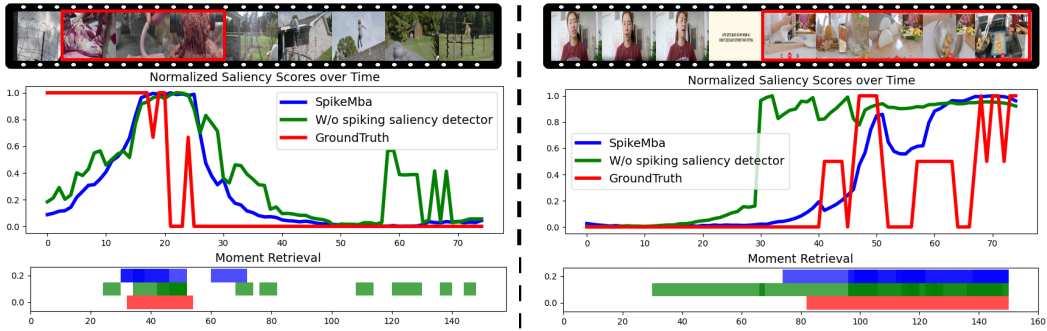 Normalized Saliency Scores over Time
1.0
0.8
0.6
0.4
0.2
0.0
SpikeMba
W/o spiking saliency detector
GroundTruth
0 10 20 30 40 50 60 70
Moment Retrieval
0.2
0.0
0 20 40 60 80 100 120 140
Normalized Saliency Scores over Time
1.0
0.8
0.6
0.4
0.2
0.0
SpikeMba
W/o spiking saliency detector
GroundTruth
0 10 20 30 40 50 60 70
Moment Retrieval
0.2
0.0
0 20 40 60 80 100 120 140 160